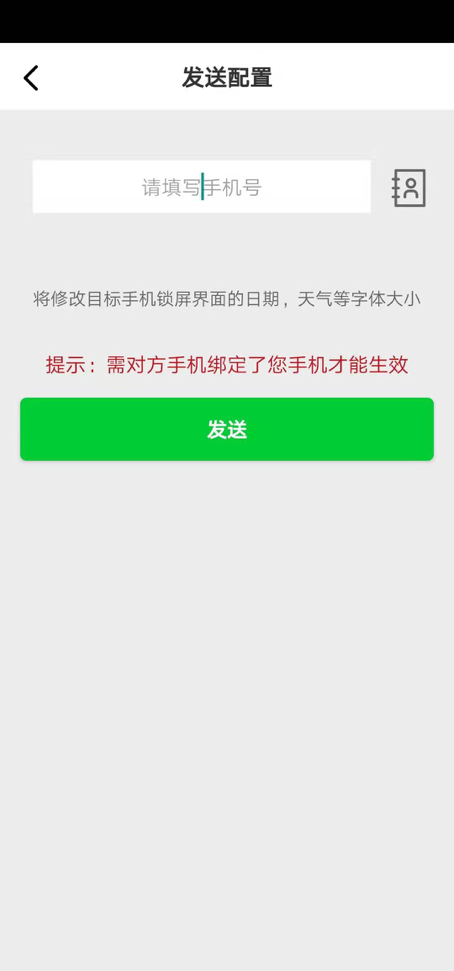 发送配置
请填写手机号
将修改目标手机锁屏界面的日期，天气等字体大小
提示：需对方手机绑定了您手机才能生效
发送